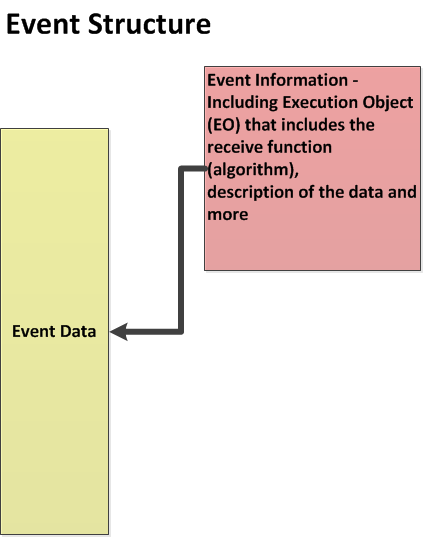 Event Structure
Event Information -
Including Execution Object
(EO) that includes the
receive function
(algorithm),
description of the data and
more
Event Data